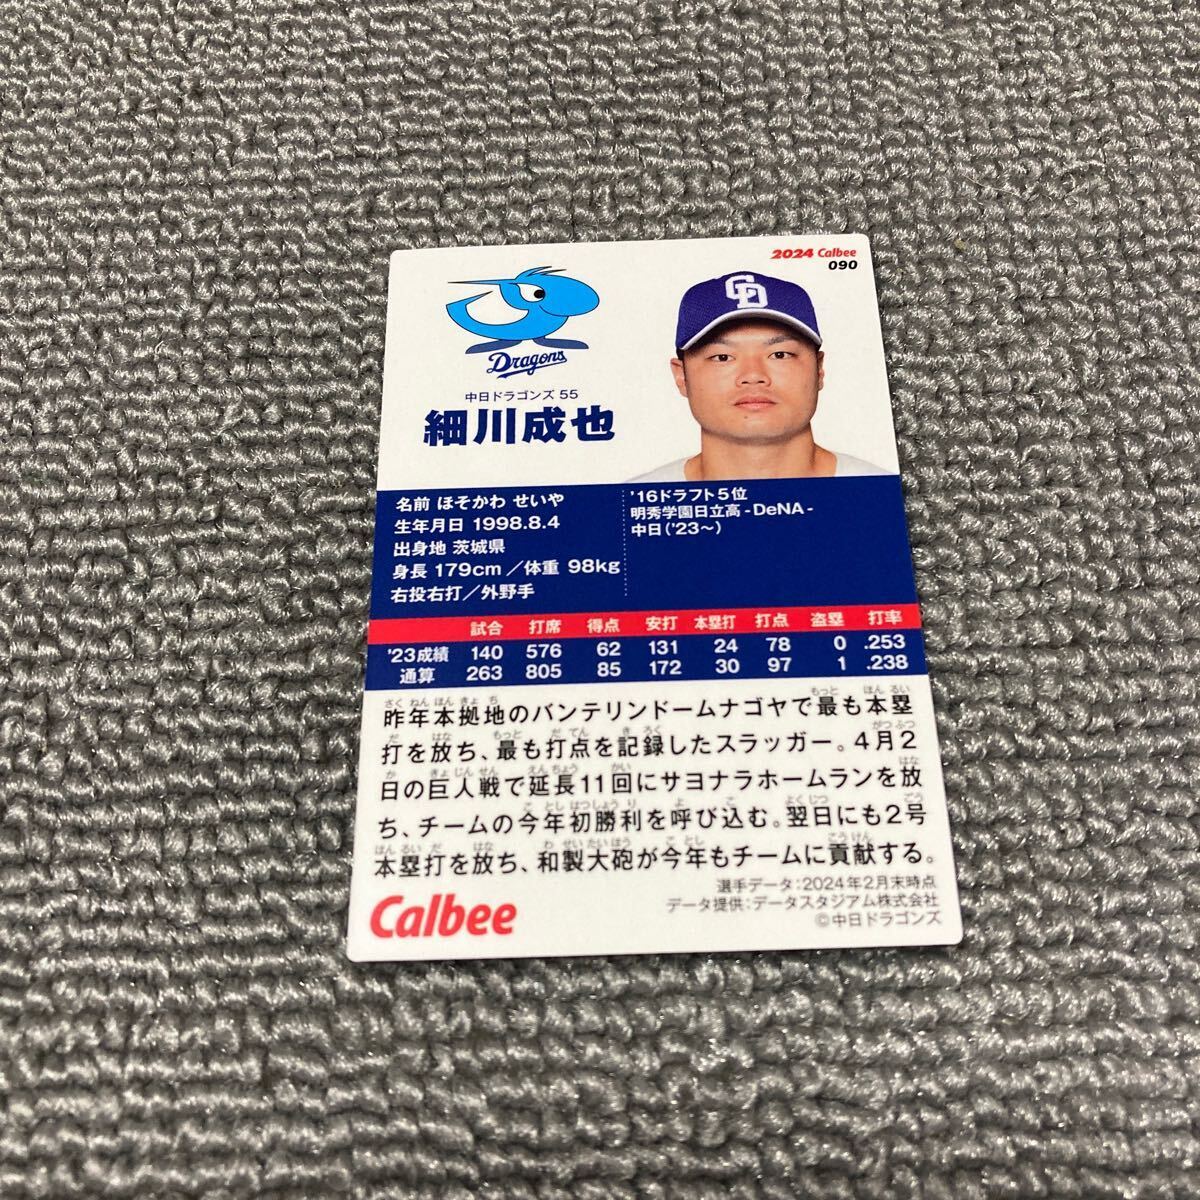 2024 Calbee
090
CD
Dragons
中日ドラゴンズ 55
細川成也
名前 ほそかわ せいや
生年月日 1998.8.4
出身地 茨城県
身長 179cm／体重 98kg
右投右打／外野手
'16ドラフト5位
明秀学園日立高-DeNA-
中日('23～)
試合 打席 得点 安打 本塁打 打点 盗塁 打率
'23成績 140 576 62 131 24 78 0 .253
通算 263 805 85 172 30 97 1 .238
昨年本拠地のバンテリンドームナゴヤで最も本塁
打を放ち、最も打点を記録したスラッガー。4月2
日の巨人戦で延長11回にサヨナラホームランを放
ち、チームの今年初勝利を呼び込む。翌日にも2号
本塁打を放ち、和製大砲が今年もチームに貢献する。
選手データ：2024年2月末時点
データ提供：データスタジアム株式会社
©中日ドラゴンズ
Calbee